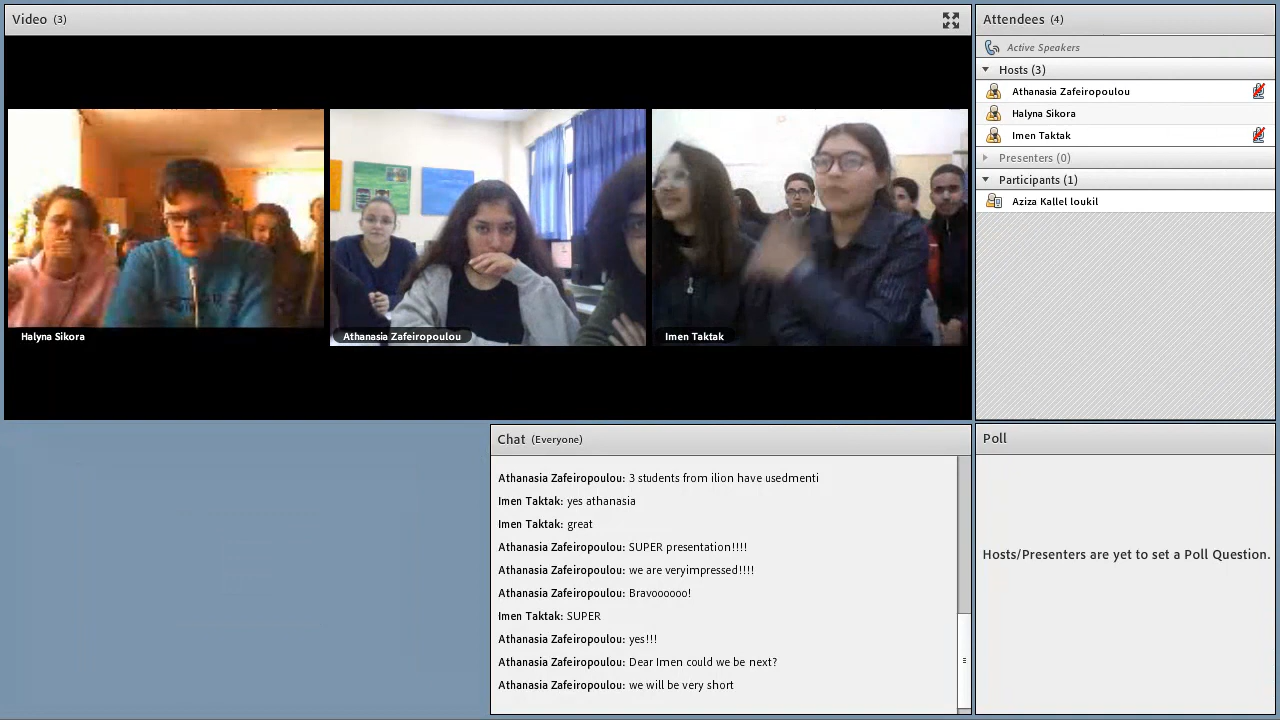 Video (3)
Halyna Sikora
Athanasia Zafeiropoulou
Imen Taktak
Attendees (4)
Active Speakers
Hosts (3)
Athanasia Zafeiropoulou
Halyna Sikora
Imen Taktak
Presenters (0)
Participants (1)
Aziza Kallel loukil
Chat (Everyone)
Athanasia Zafeiropoulou: 3 students from ilion have usedmenti
Imen Taktak: yes athanasia
Imen Taktak: great
Athanasia Zafeiropoulou: SUPER presentation!!!!
Athanasia Zafeiropoulou: we are veryimpressed!!!!
Athanasia Zafeiropoulou: Bravoooooo!
Imen Taktak: SUPER
Athanasia Zafeiropoulou: yes!!!
Athanasia Zafeiropoulou: Dear Imen could we be next?
Athanasia Zafeiropoulou: we will be very short
Poll
Hosts/Presenters are yet to set a Poll Question.